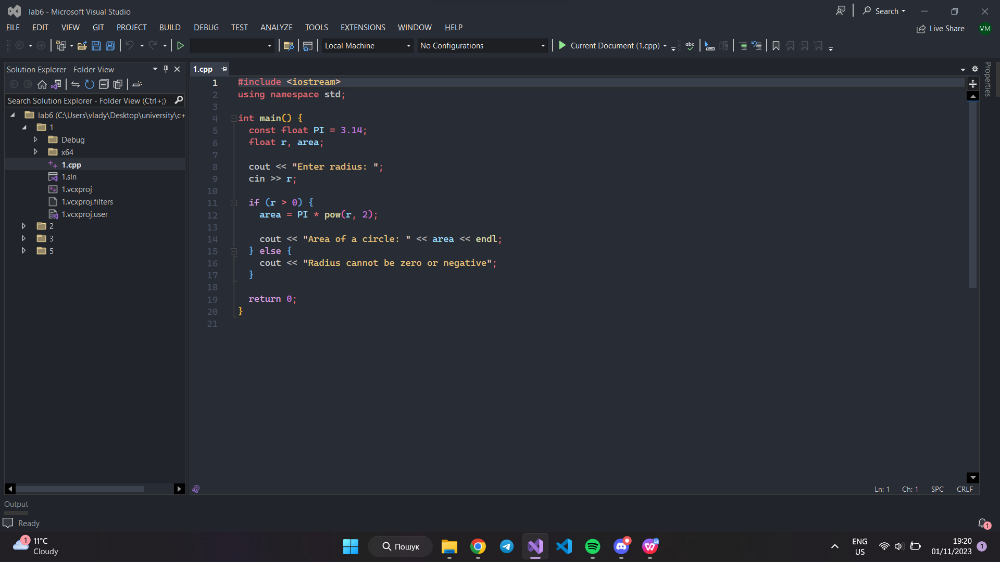 lab6 - Microsoft Visual Studio
Search
FILE EDIT VIEW GIT PROJECT BUILD DEBUG TEST ANALYZE TOOLS EXTENSIONS WINDOW HELP
Live Share VM
Local Machine No Configurations Current Document (1.cpp) abc
Solution Explorer - Folder View
Search Solution Explorer - Folder View (Ctrl+;)
lab6 (C:\Users\vlady\Desktop\university\c+
1
Debug
x64
1.cpp
1.sln
1.vcxproj
1.vcxproj.filters
1.vcxproj.user
2
3
5
1.cpp
Properties
1 #include <iostream>
2 using namespace std;
3
4 int main() {
5 const float PI = 3.14;
6 float r, area;
7
8 cout << "Enter radius: ";
9 cin >> r;
10
11 if (r > 0) {
12 area = PI * pow(r, 2);
13
14 cout << "Area of a circle: " << area << endl;
15 } else {
16 cout << "Radius cannot be zero or negative";
17 }
18
19 return 0;
20 }
21
Ln: 1 Ch: 1 SPC CRLF
Output
Ready
1
1 11°C
Cloudy
Пошук
ENG
US
19:20
01/11/2023
1